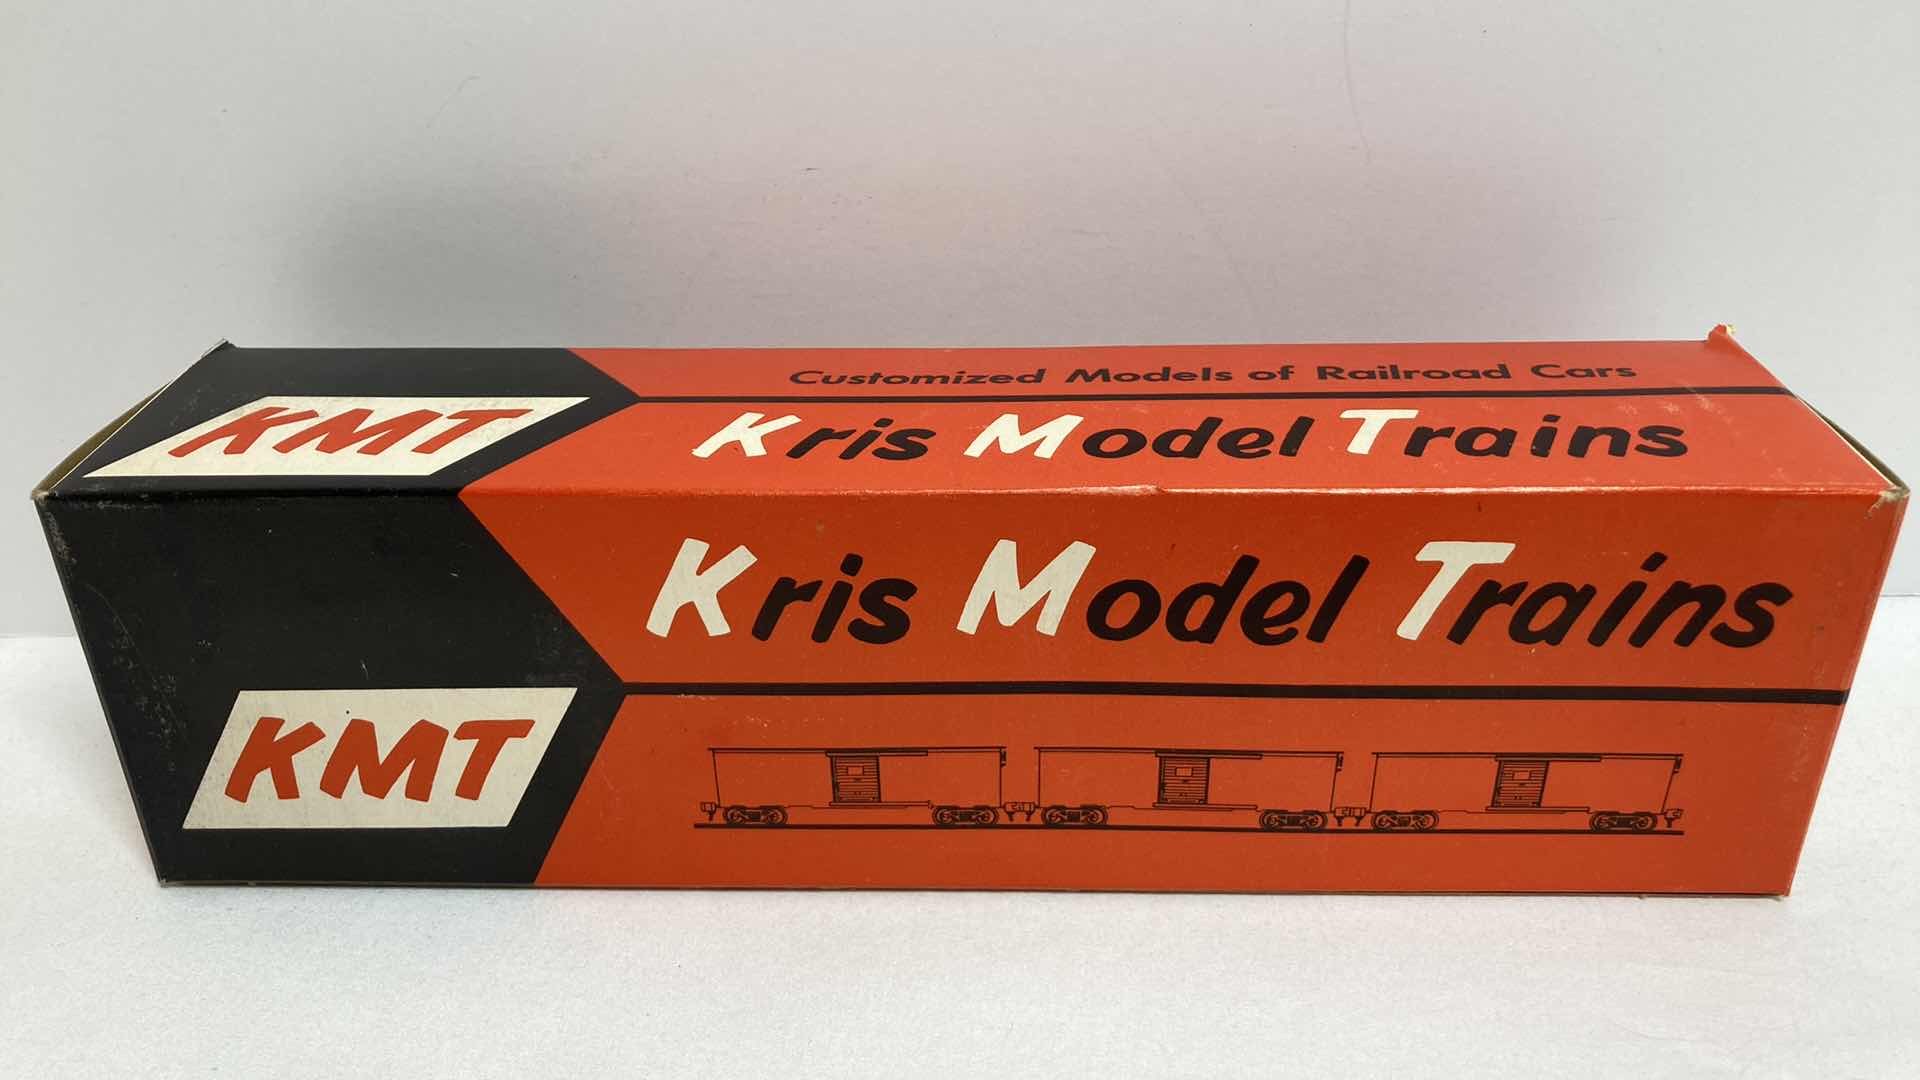 Customized Models of Railroad Cars
KMT
Kris Model Trains
Kris Model Trains
KMT